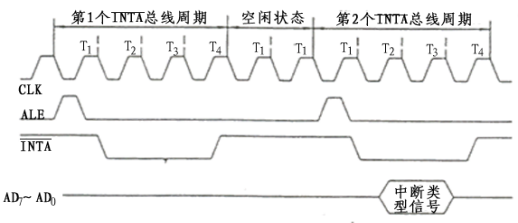 第1个INTA总线周期 空闲状态 第2个INTA总线周期
T₁ T₂ T₃ T₄ T₁ T₁ T₁ T₂ T₃ T₄
CLK
ALE
INTA
AD₇~AD₀
中断类
型信号